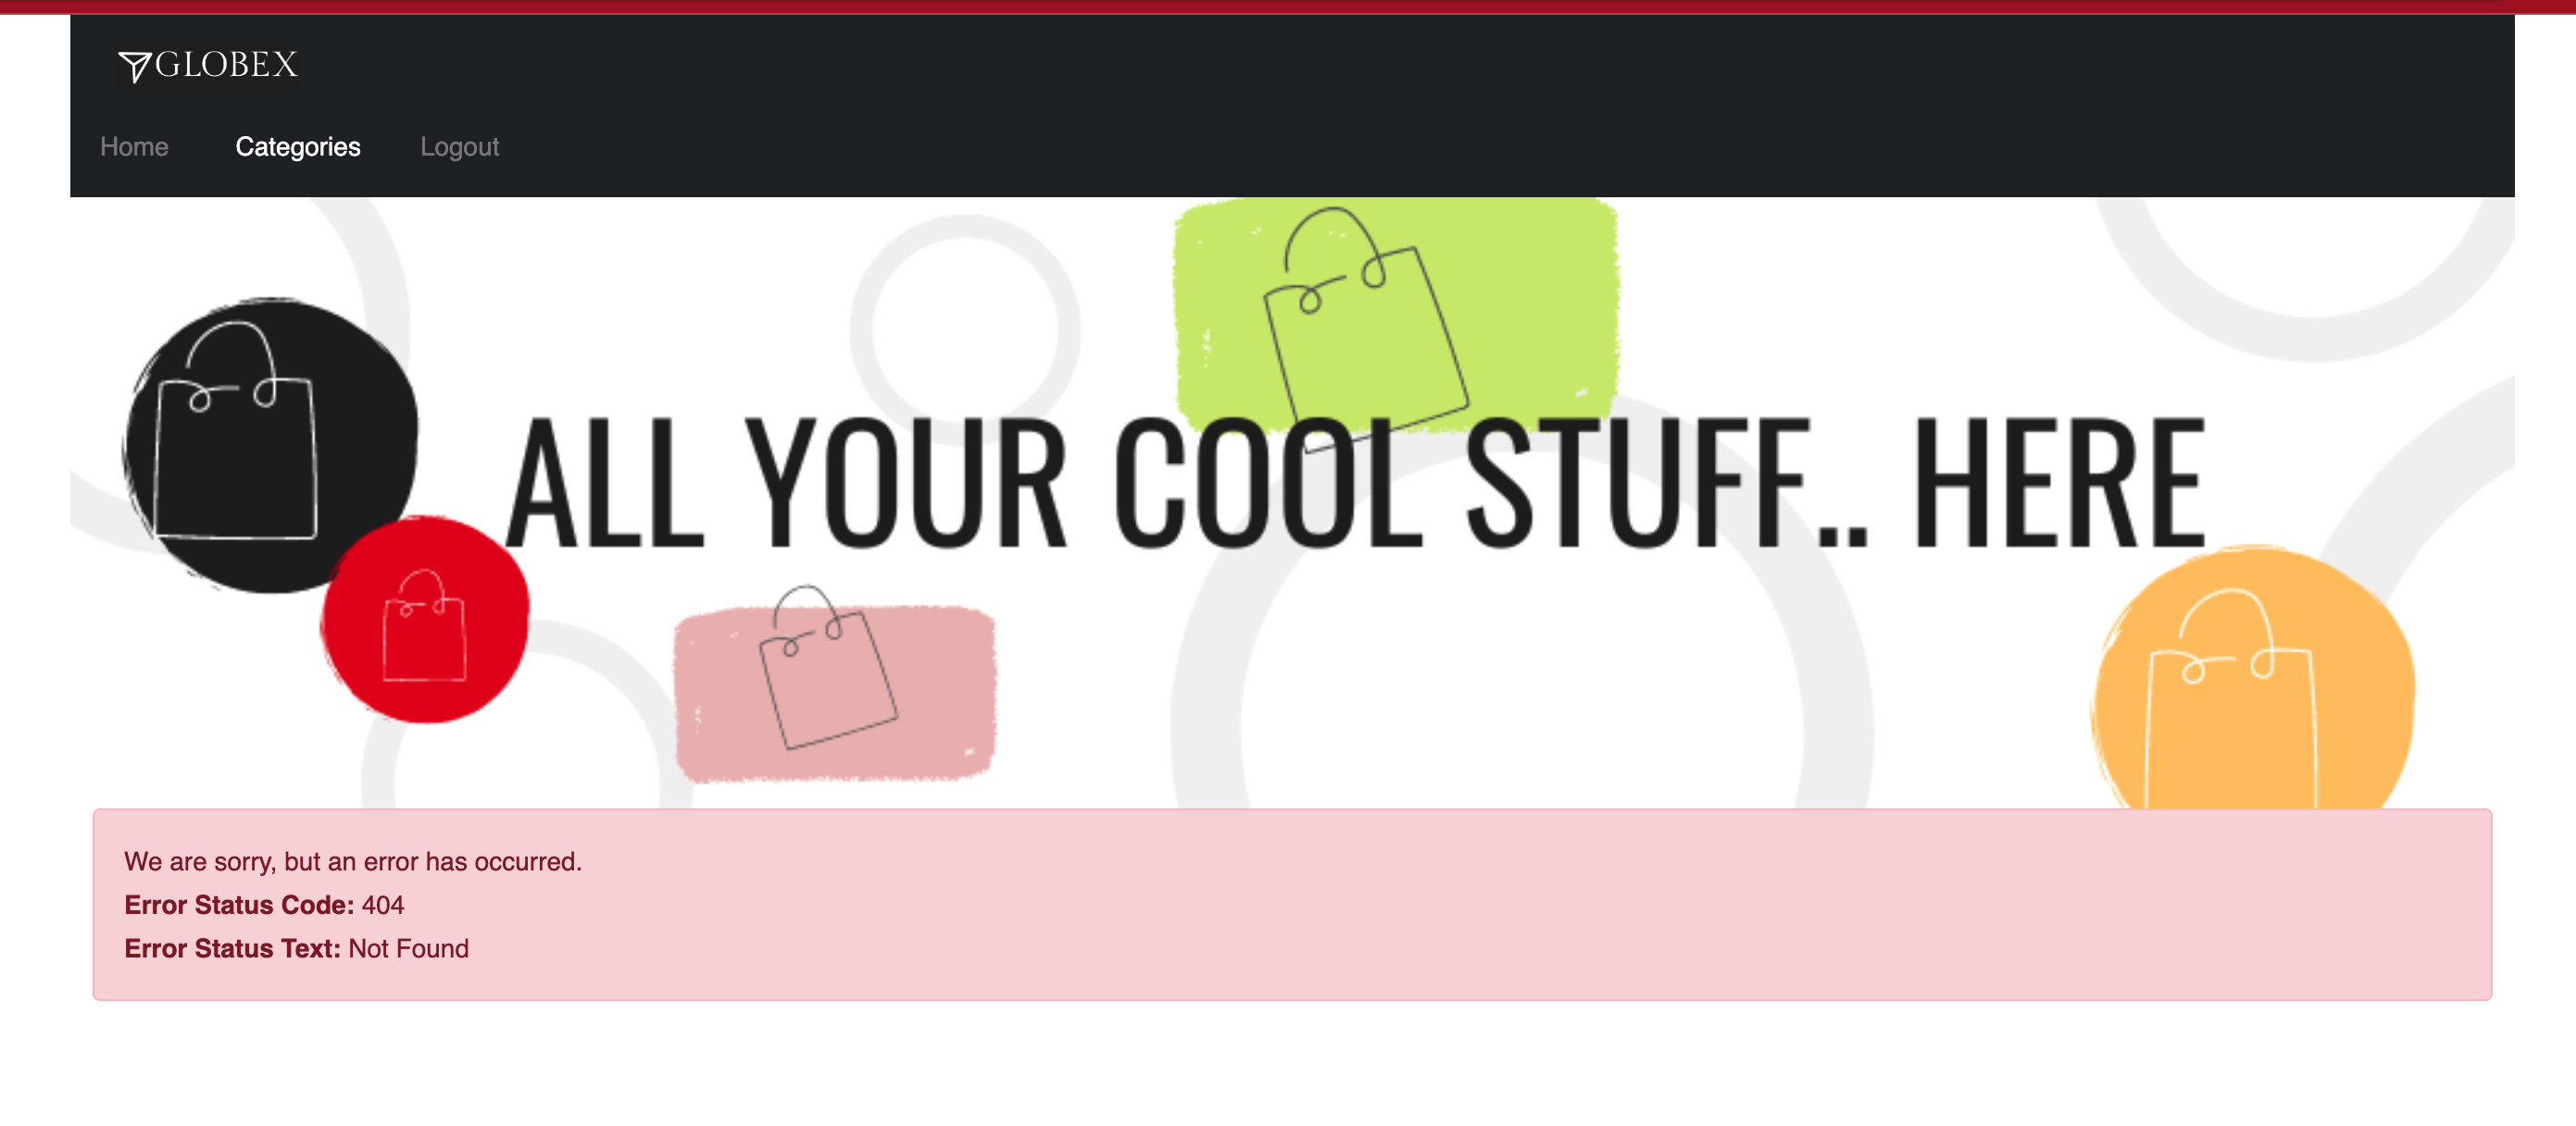 GLOBEX
Home Categories Logout
ALL YOUR COOL STUFF.. HERE
We are sorry, but an error has occurred.
Error Status Code: 404
Error Status Text: Not Found